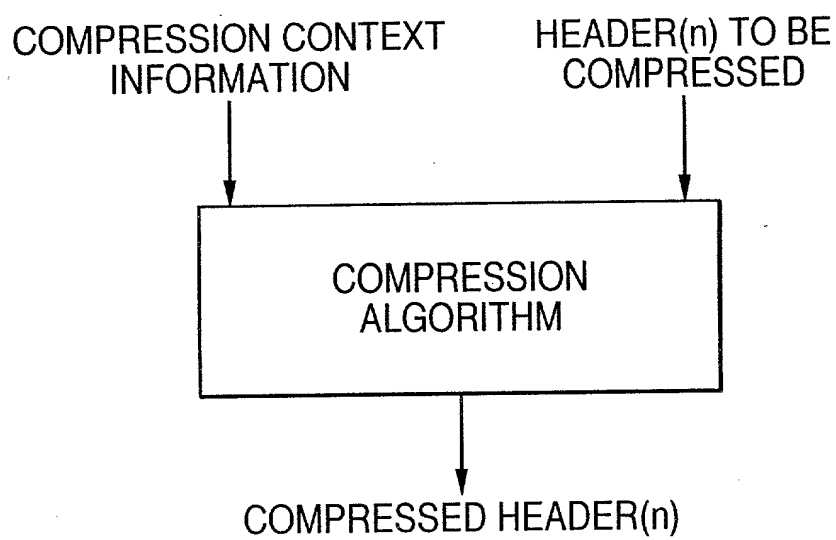 COMPRESSION CONTEXT
INFORMATION
HEADER(n) TO BE
COMPRESSED
COMPRESSION
ALGORITHM
COMPRESSED HEADER(n)